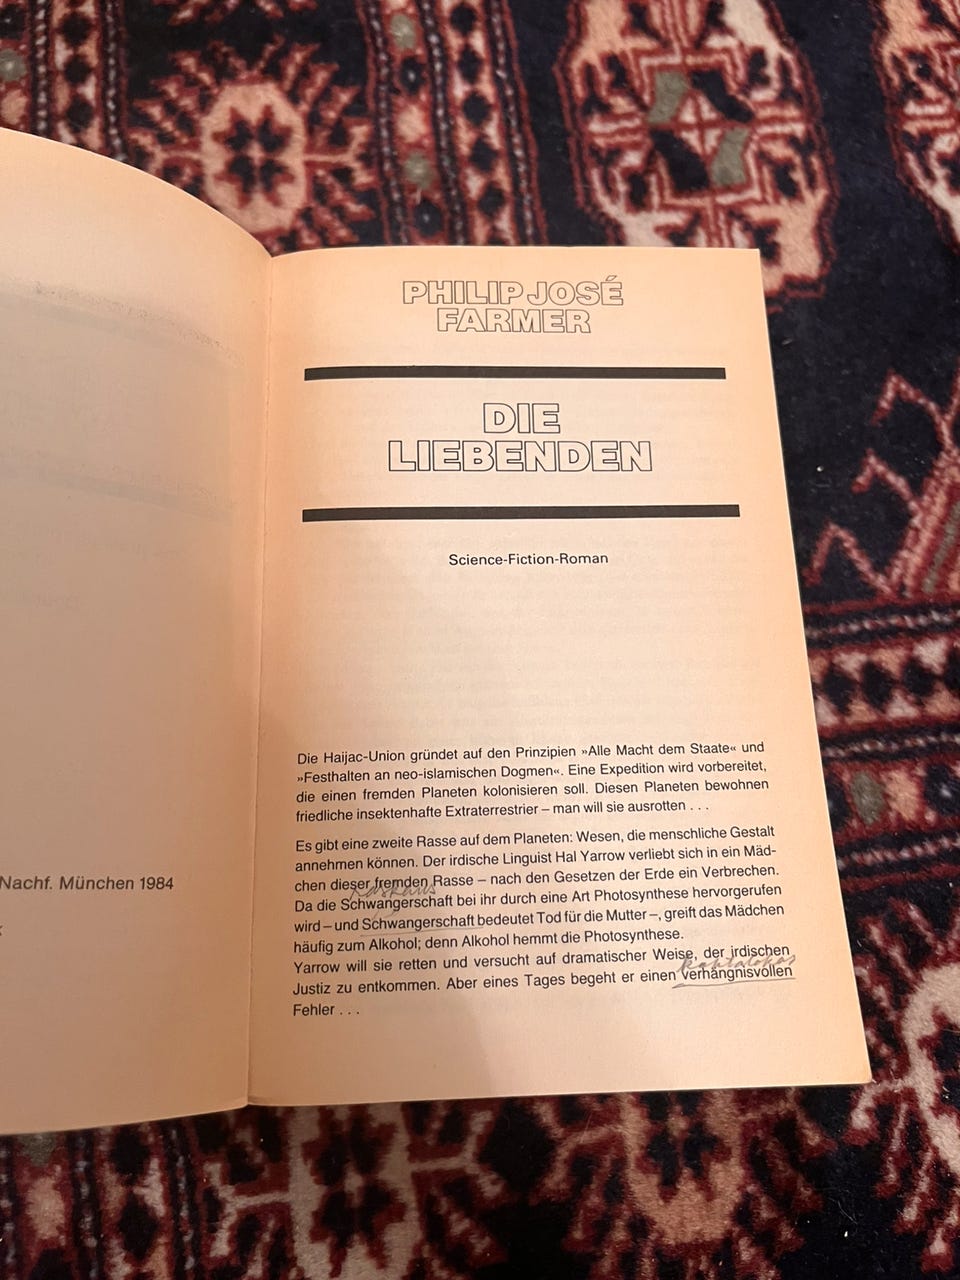 Nachf. München 1984
PHILIP JOSÉ
FARMER
DIE
LIEBENDEN
Science-Fiction-Roman
Die Haijac-Union gründet auf den Prinzipien »Alle Macht dem Staate« und
»Festhalten an neo-islamischen Dogmen«. Eine Expedition wird vorbereitet,
die einen fremden Planeten kolonisieren soll. Diesen Planeten bewohnen
friedliche insektenhafte Extraterrestrier – man will sie ausrotten . . .
Es gibt eine zweite Rasse auf dem Planeten: Wesen, die menschliche Gestalt
annehmen können. Der irdische Linguist Hal Yarrow verliebt sich in ein Mäd-
chen dieser fremden Rasse – nach den Gesetzen der Erde ein Verbrechen.
Da die Schwangerschaft bei ihr durch eine Art Photosynthese hervorgerufen
wird – und Schwangerschaft bedeutet Tod für die Mutter –, greift das Mädchen
häufig zum Alkohol; denn Alkohol hemmt die Photosynthese.
Yarrow will sie retten und versucht auf dramatischer Weise, der irdischen
Justiz zu entkommen. Aber eines Tages begeht er einen verhängnisvollen
Fehler . . .